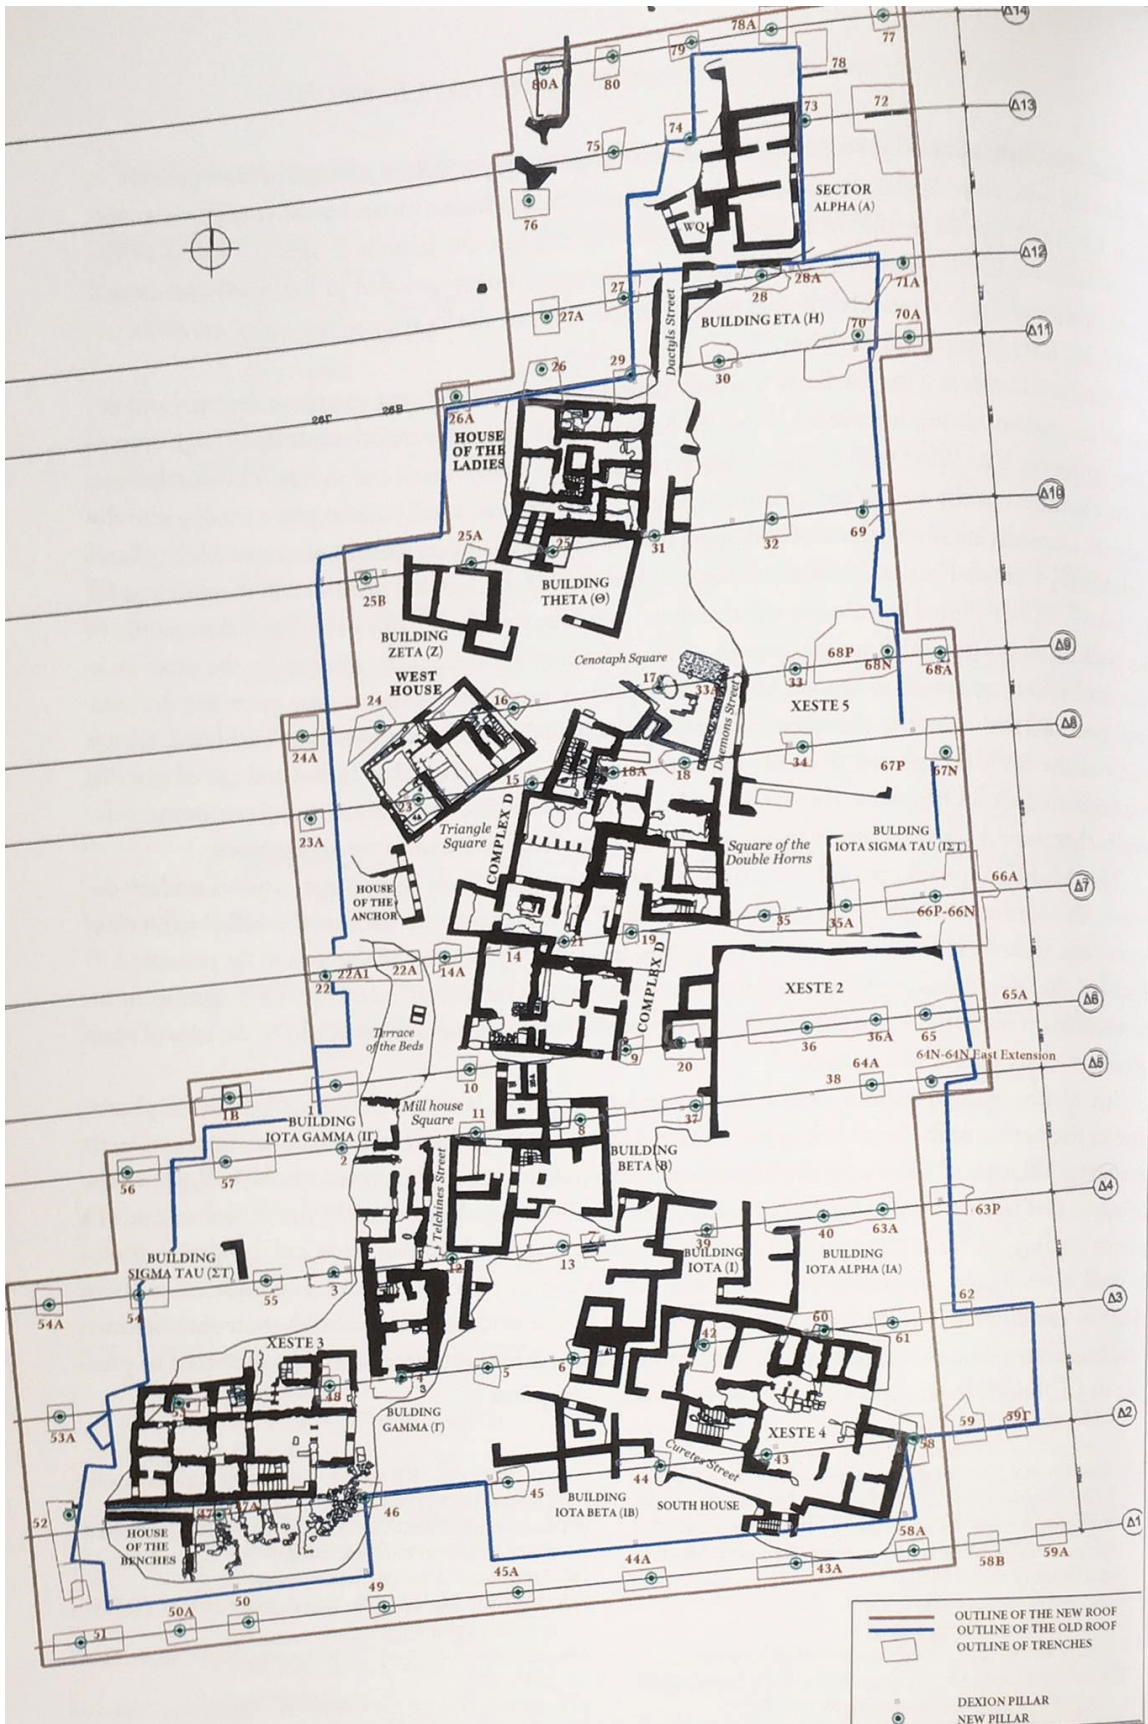 78A
77
Δ14
79
80A
80
78
73
72
Δ13
74
75
SECTOR
ALPHA (A)
76
WQ
Δ12
27
28
28A
71A
27A
Dactyls Street
BUILDING ETA (H)
70
70A
Δ11
26
29
30
26A
26Γ
26B
HOUSE
OF THE
LADIES
Δ10
69
32
31
25A
25
25B
BUILDING
THETA (Θ)
BUILDING
ZETA (Z)
Cenotaph Square
68P
68N
68A
Δ9
WEST
HOUSE
17
33A
33
24
16
XESTE 5
24A
Daemons Street
Δ8
34
67P
67N
18A
18
15
23
23A
Triangle
Square
COMPLEX D
Square of the
Double Horns
BULDING
IOTA SIGMA TAU (ΙΣΤ)
HOUSE
OF THE
ANCHOR
66A
Δ7
66P-66N
35
35A
19
21
14
14A
22A
22A1
22
COMPLEX D
XESTE 2
65A
Δ6
65
36A
36
Terrace
of the Beds
9
20
64A
64N-64N East Extension
Δ5
38
10
1B
1
Mill house
Square
11
8
37
BUILDING
IOTA GAMMA (ΙΓ)
2
56
57
BUILDING
BETA (B)
Telchines Street
Δ4
63P
63A
40
39
7
13
12
BUILDING
IOTA (I)
BUILDING
IOTA ALPHA (IA)
BUILDING
SIGMA TAU (ΣΤ)
3
55
54
54A
62
Δ3
60
61
42
XESTE 3
6
5
4
3
48
53
53A
BULDING
GAMMA (Γ)
59
59Γ
Δ2
58
XESTE 4
43
Curetes Street
44
45
BUILDING
IOTA BETA (IB)
SOUTH HOUSE
46
47
47A
52
HOUSE
OF THE
BENCHES
58A
Δ1
58B
59A
43A
44A
45A
49
50
50A
51
OUTLINE OF THE NEW ROOF
OUTLINE OF THE OLD ROOF
OUTLINE OF TRENCHES
DEXION PILLAR
NEW PILLAR